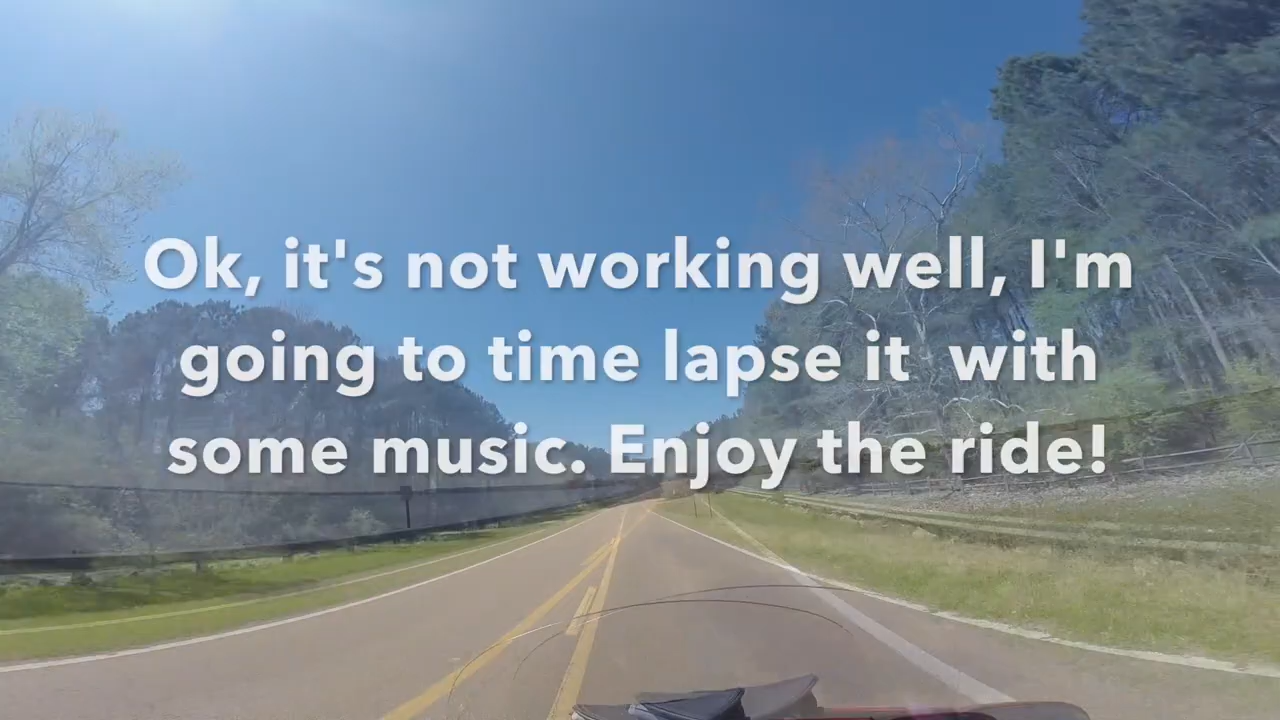 Ok, it's not working well, I'm
going to time lapse it  with
some music. Enjoy the ride!